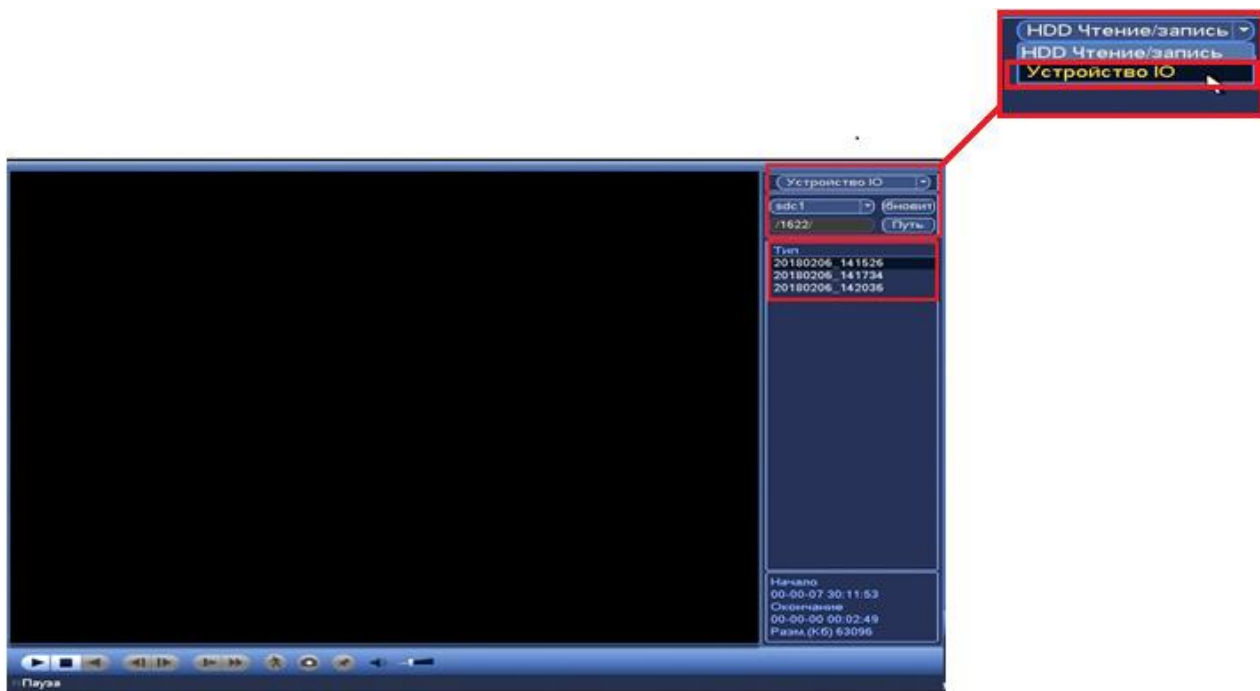 HDD Чтение/запись
HDD Чтение/запись
Устройство IO
Устройство IO
sdc1 бновит
/1622/ Путь
Тип
20180206_141526
20180206_141734
20180206_142036
Начало
00-00-07 30:11:53
Окончание
00-00-00 00:02:49
Разм.(Кб) 63096
Пауза